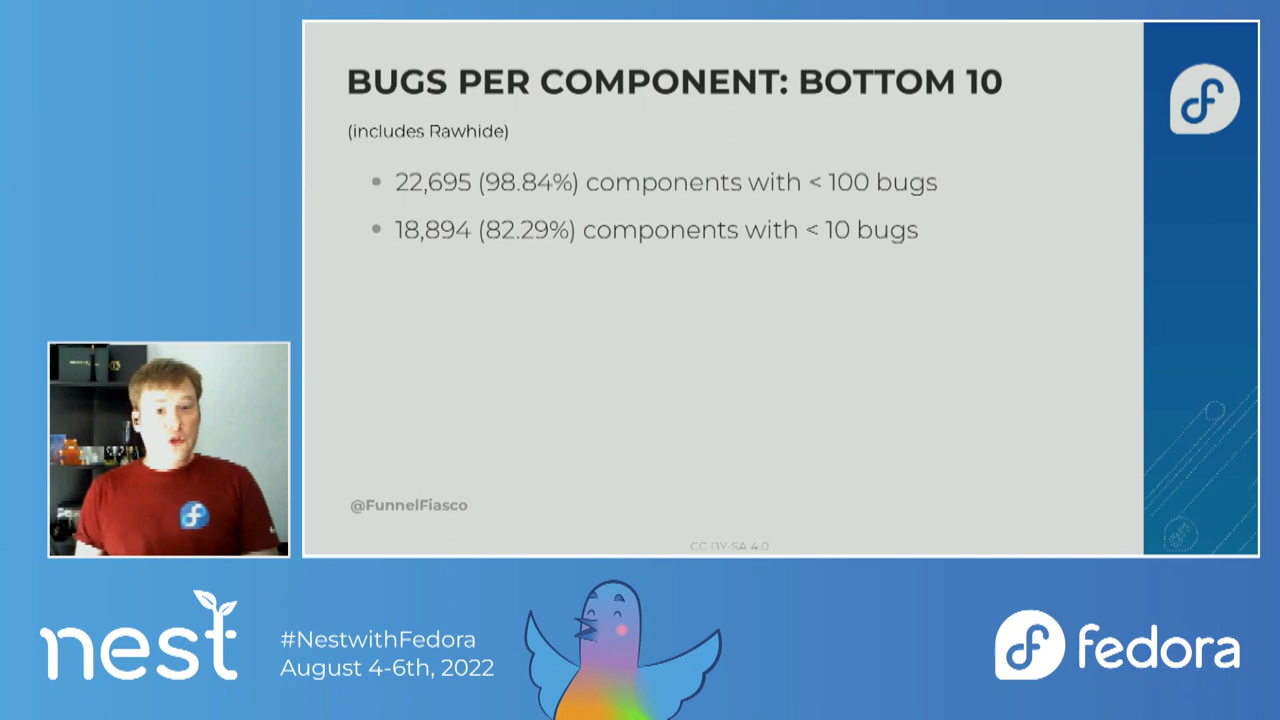 BUGS PER COMPONENT: BOTTOM 10
(includes Rawhide)
22,695 (98.84%) components with < 100 bugs
18,894 (82.29%) components with < 10 bugs
@FunnelFiasco
CC BY-SA 4.0
nest
#NestwithFedora
August 4-6th, 2022
fedora